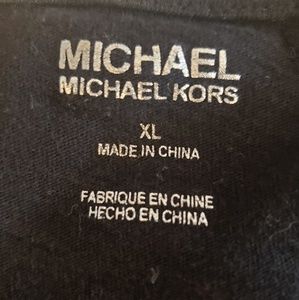 MICHAEL
MICHAEL KORS
XL
MADE IN CHINA
FABRIQUE EN CHINE
HECHO EN CHINA